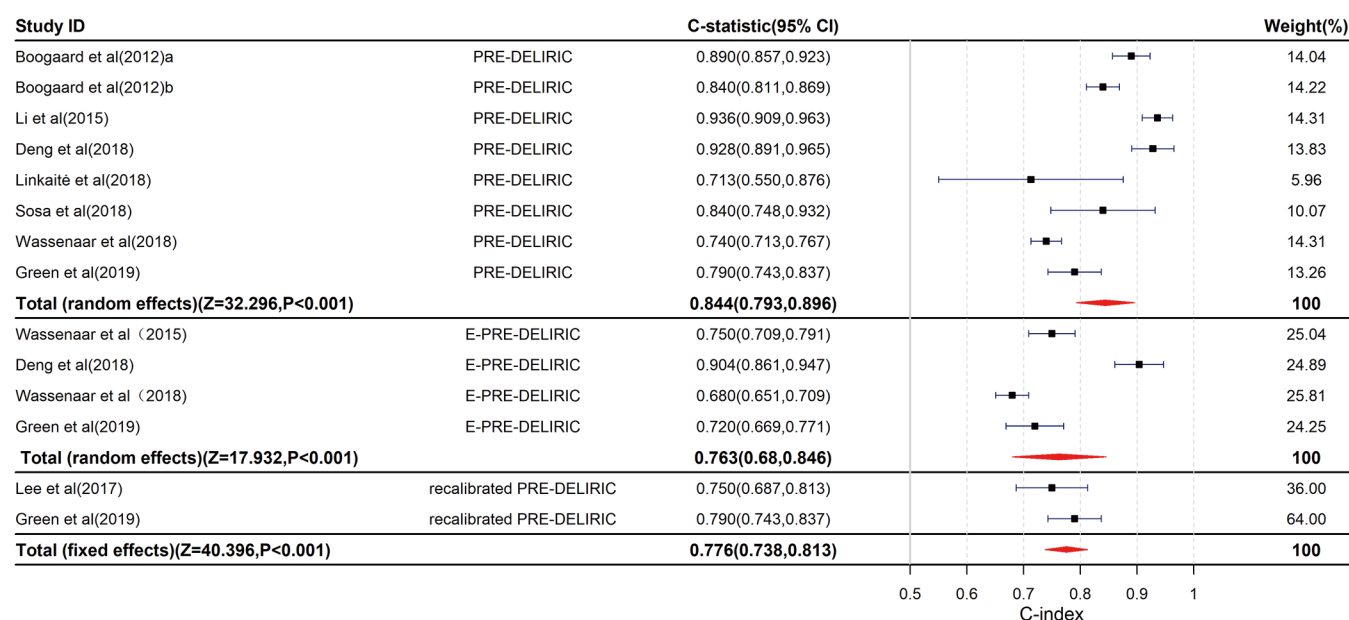 Study ID C-statistic(95% CI) Weight(%)
Boogaard et al(2012)a PRE-DELIRIC 0.890(0.857,0.923) 14.04
Boogaard et al(2012)b PRE-DELIRIC 0.840(0.811,0.869) 14.22
Li et al(2015) PRE-DELIRIC 0.936(0.909,0.963) 14.31
Deng et al(2018) PRE-DELIRIC 0.928(0.891,0.965) 13.83
Linkaitė et al(2018) PRE-DELIRIC 0.713(0.550,0.876) 5.96
Sosa et al(2018) PRE-DELIRIC 0.840(0.748,0.932) 10.07
Wassenaar et al(2018) PRE-DELIRIC 0.740(0.713,0.767) 14.31
Green et al(2019) PRE-DELIRIC 0.790(0.743,0.837) 13.26
Total (random effects)(Z=32.296,P<0.001) 0.844(0.793,0.896) 100
Wassenaar et al（2015) E-PRE-DELIRIC 0.750(0.709,0.791) 25.04
Deng et al(2018) E-PRE-DELIRIC 0.904(0.861,0.947) 24.89
Wassenaar et al（2018) E-PRE-DELIRIC 0.680(0.651,0.709) 25.81
Green et al(2019) E-PRE-DELIRIC 0.720(0.669,0.771) 24.25
Total (random effects)(Z=17.932,P<0.001) 0.763(0.68,0.846) 100
Lee et al(2017) recalibrated PRE-DELIRIC 0.750(0.687,0.813) 36.00
Green et al(2019) recalibrated PRE-DELIRIC 0.790(0.743,0.837) 64.00
Total (fixed effects)(Z=40.396,P<0.001) 0.776(0.738,0.813) 100
0.5 0.6 0.7 0.8 0.9 1
C-index